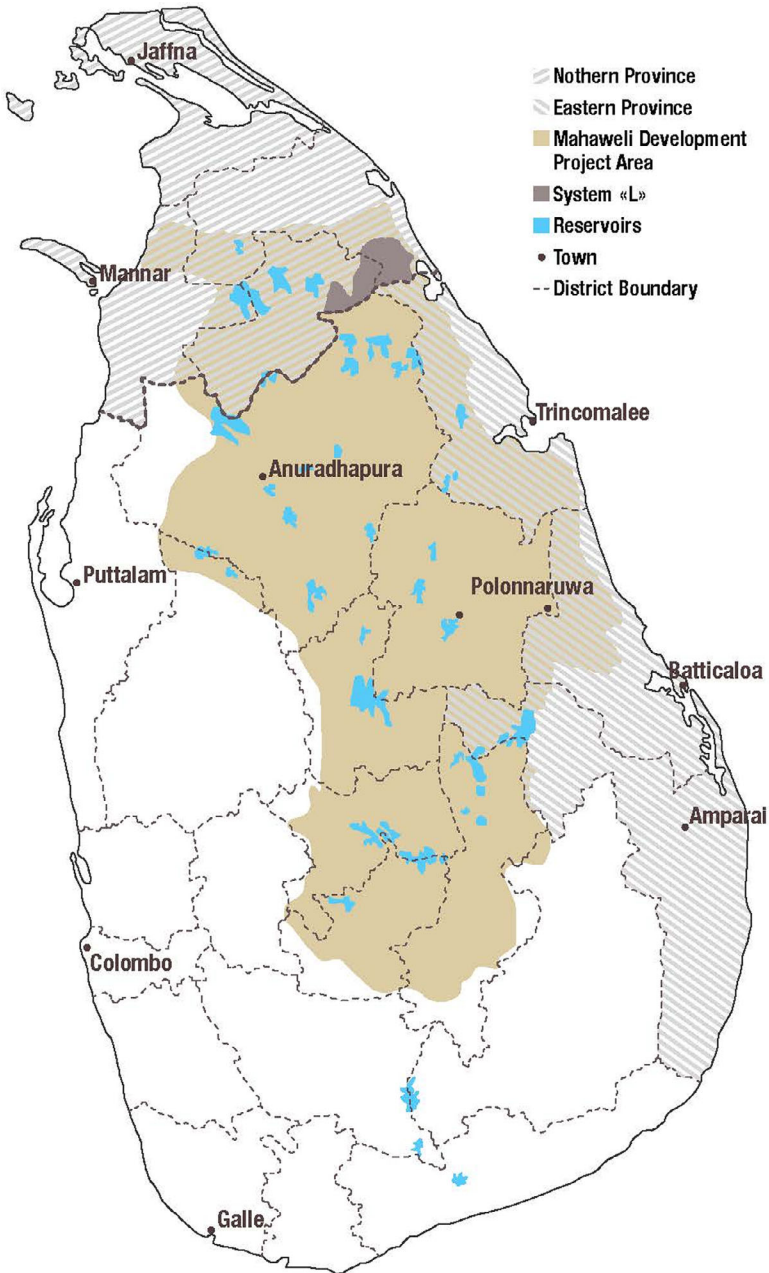 Jaffna
Nothern Province
Eastern Province
Mahaweli Development
Project Area
System «L»
Reservoirs
Town
District Boundary
Mannar
Trincomalee
Anuradhapura
Puttalam
Polonnaruwa
Batticaloa
Amparai
Colombo
Galle